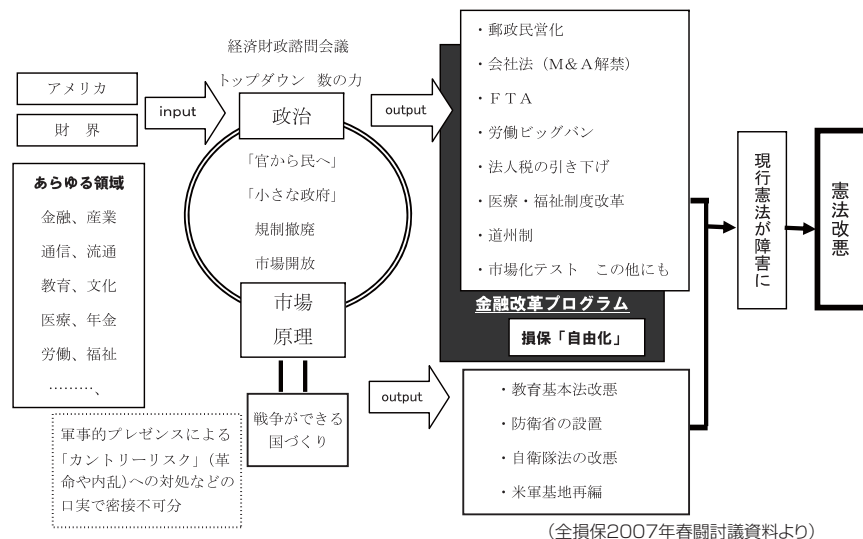 経済財政諮問会議
トップダウン 数の力
アメリカ
財 界
input
政治
output
「官から民へ」
「小さな政府」
規制撤廃
市場開放
市場
原理
あらゆる領域
金融、産業
通信、流通
教育、文化
医療、年金
労働、福祉
………、
・郵政民営化
・会社法（M＆A解禁）
・ＦＴＡ
・労働ビッグバン
・法人税の引き下げ
・医療・福祉制度改革
・道州制
・市場化テスト この他にも
金融改革プログラム
損保「自由化」
戦争ができる
国づくり
output
・教育基本法改悪
・防衛省の設置
・自衛隊法の改悪
・米軍基地再編
軍事的プレゼンスによる
「カントリーリスク」（革
命や内乱）への対処などの
口実で密接不可分
現行憲法が障害に
憲法改悪
（全損保2007年春闘討議資料より）